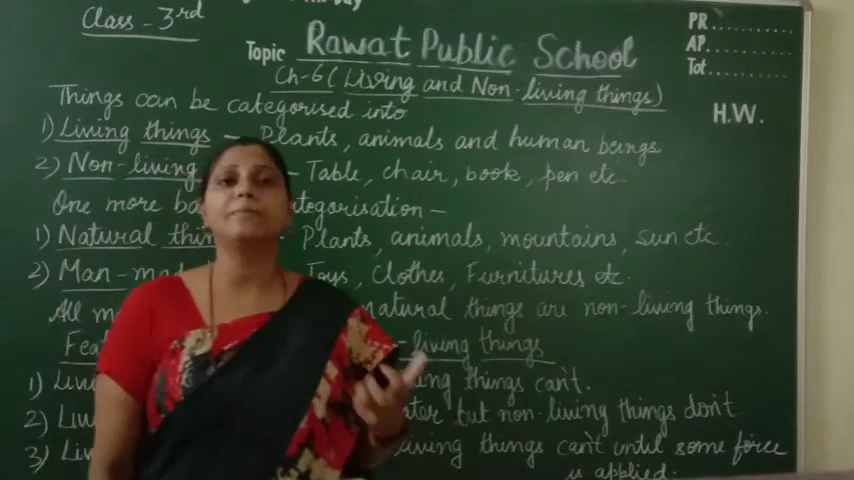 The Day
Class - 3rd
PR ............
AP ............
Tot ............
Topic RAWAT PUBLIC SCHOOL
Ch-6 (Living and Non-living things)
H.W.
Things can be categorised into
1) Living things - Plants, animals and human beings.
2) Non-living things - Table, chair, book, pen etc.
One more categorisation -
1) Natural things Plants, animals, mountains, sun etc
2) Man-ma Toys, Clothes, Furnitures etc
All natural things are non-living things.
living things
1) things can't.
2) but non-living things don't.
3) things can't until some force
is applied.